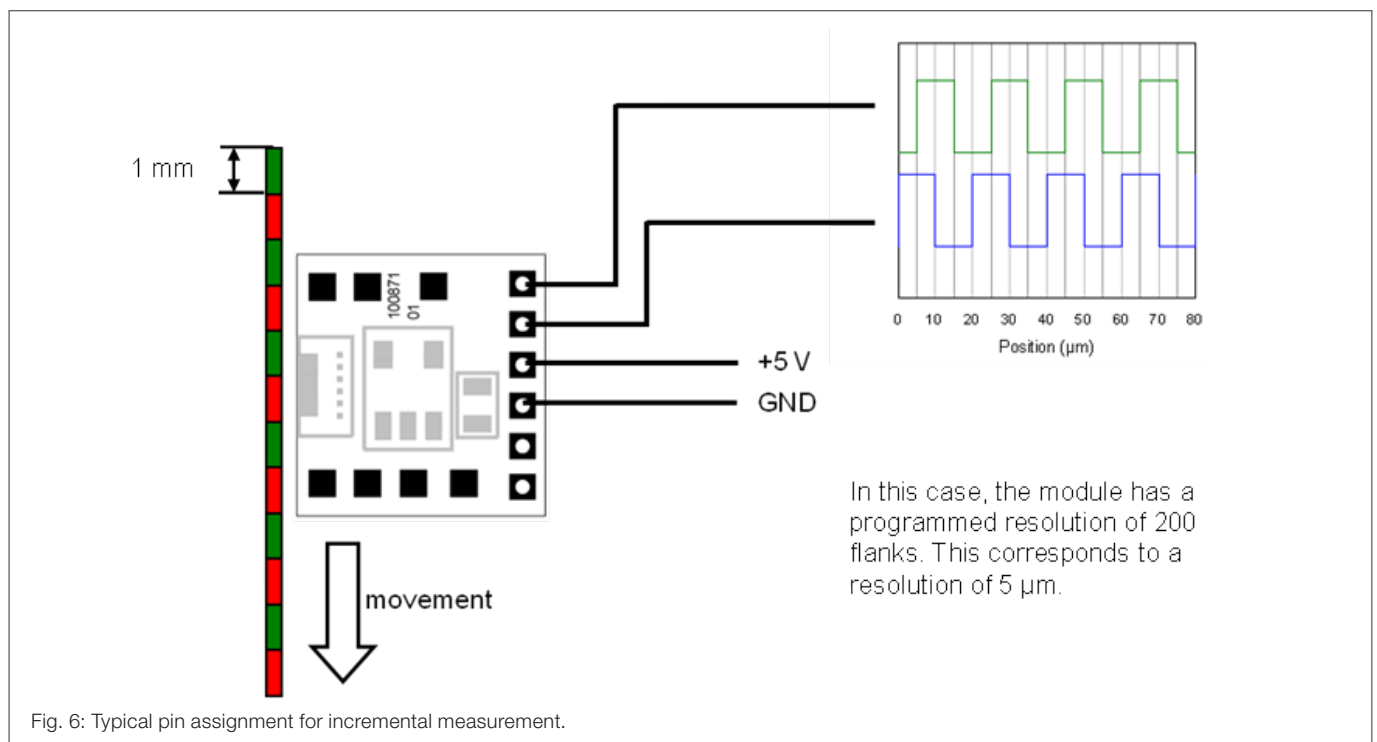 1 mm
100871
01
+5 V
GND
movement
0 10 20 30 40 50 60 70 80
Position (µm)
In this case, the module has a
programmed resolution of 200
flanks. This corresponds to a
resolution of 5 µm.
Fig. 6: Typical pin assignment for incremental measurement.